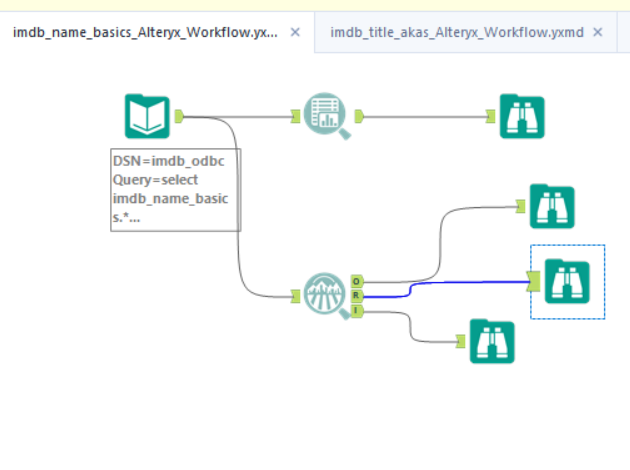 imdb_name_basics_Alteryx_Workflow.yx... ×
imdb_title_akas_Alteryx_Workflow.yxmd ×
DSN=imdb_odbc
Query=select
imdb_name_basic
s.*...
O
R
I